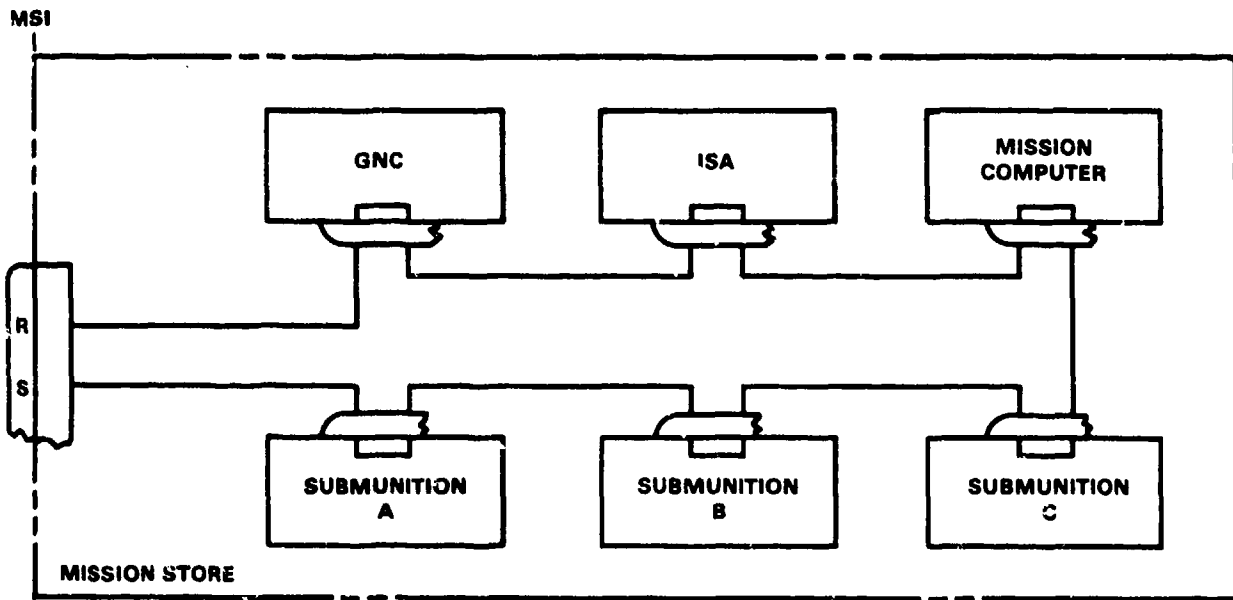 MSI
GNC
ISA
MISSION
COMPUTER
R
S
SUBMUNITION
A
SUBMUNITION
B
SUBMUNITION
C
MISSION STORE